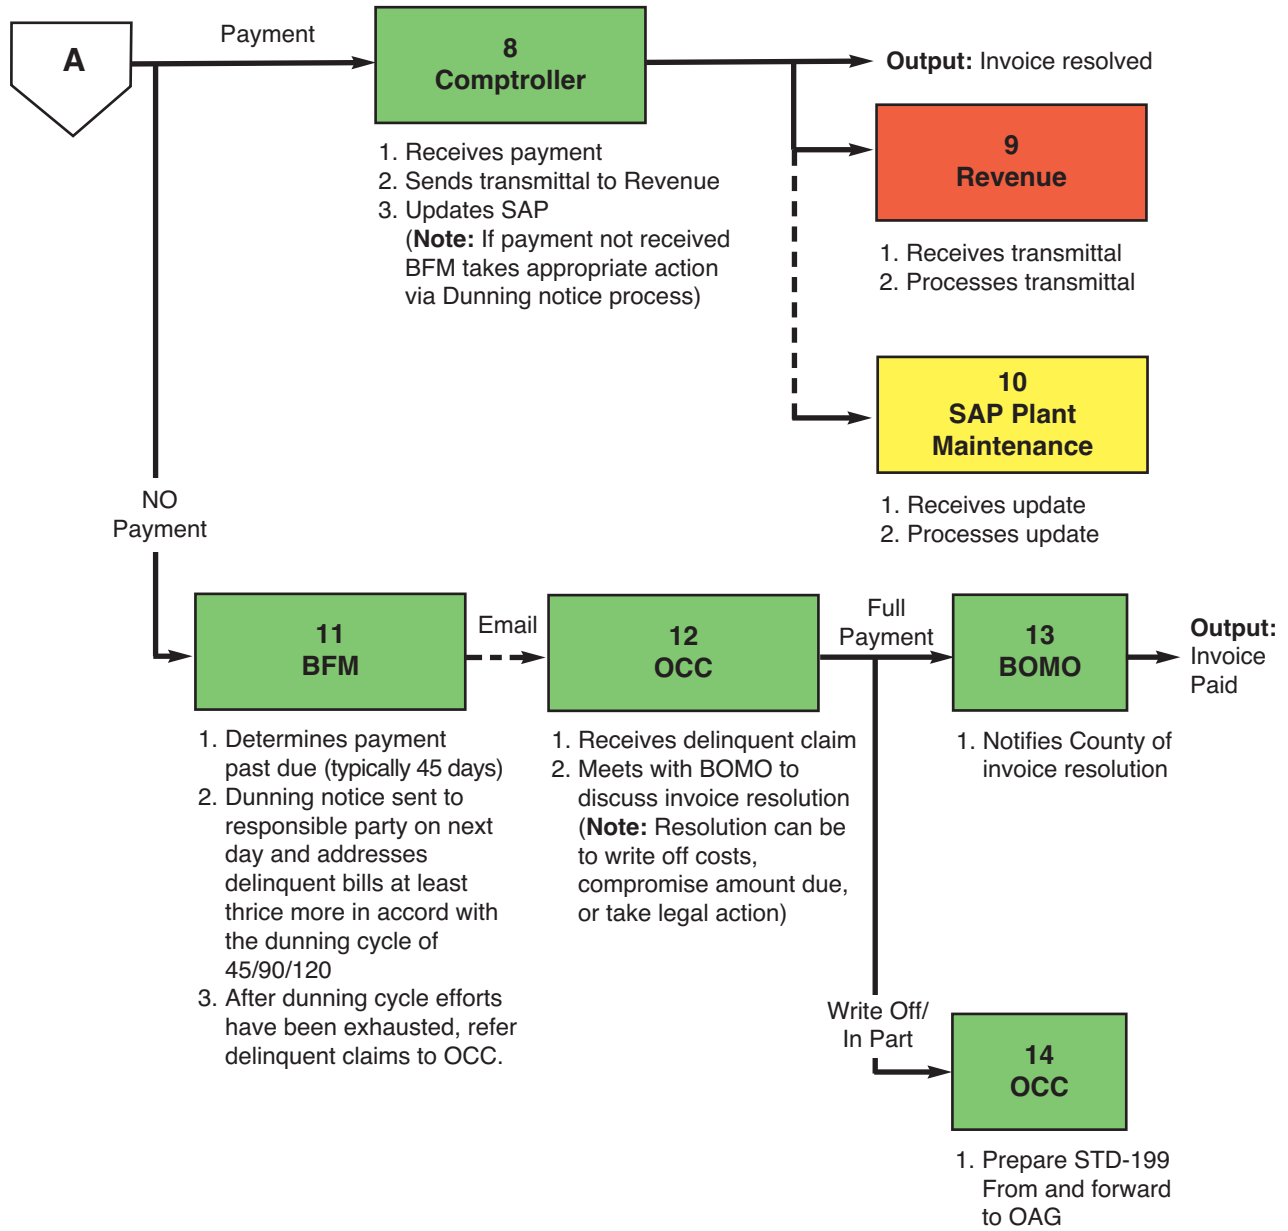 A
Payment
8
Comptroller
1. Receives payment
2. Sends transmittal to Revenue
3. Updates SAP
(Note: If payment not received
BFM takes appropriate action
via Dunning notice process)
Output: Invoice resolved
9
Revenue
1. Receives transmittal
2. Processes transmittal
10
SAP Plant
Maintenance
1. Receives update
2. Processes update
NO
Payment
11
BFM
1. Determines payment
past due (typically 45 days)
2. Dunning notice sent to
responsible party on next
day and addresses
delinquent bills at least
thrice more in accord with
the dunning cycle of
45/90/120
3. After dunning cycle efforts
have been exhausted, refer
delinquent claims to OCC.
Email
12
OCC
1. Receives delinquent claim
2. Meets with BOMO to
discuss invoice resolution
(Note: Resolution can be
to write off costs,
compromise amount due,
or take legal action)
Full
Payment
13
BOMO
1. Notifies County of
invoice resolution
Output:
Invoice
Paid
Write Off/
In Part
14
OCC
1. Prepare STD-199
From and forward
to OAG